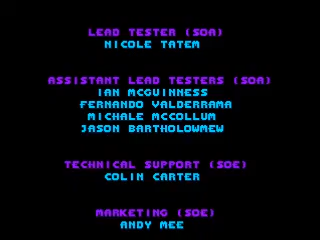 LEAD TESTER (SOA)
NICOLE TATEM
ASSISTANT LEAD TESTERS (SOA)
IAN MCGUINNESS
FERNANDO VALDERRAMA
MICHALE MCCOLLUM
JASON BARTHOLOWMEW
TECHNICAL SUPPORT (SOE)
COLIN CARTER
MARKETING (SOE)
ANDY MEE